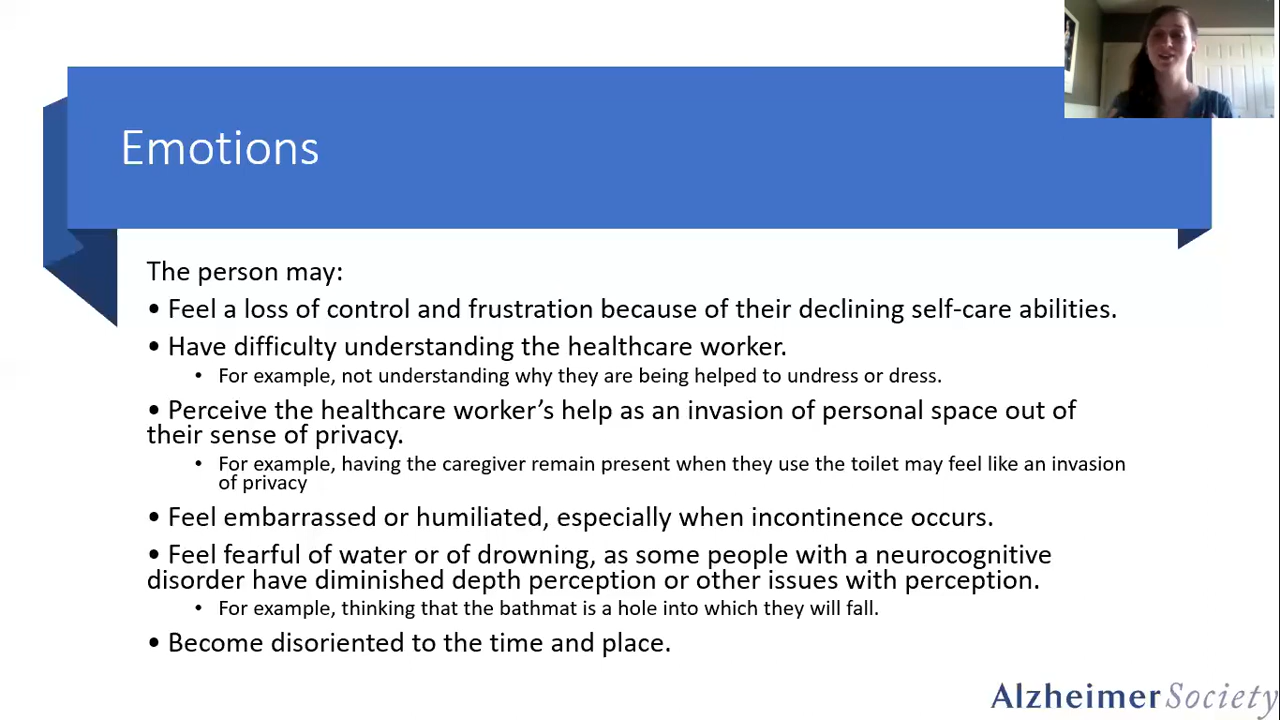 Emotions
The person may:
• Feel a loss of control and frustration because of their declining self-care abilities.
• Have difficulty understanding the healthcare worker.
• For example, not understanding why they are being helped to undress or dress.
• Perceive the healthcare worker’s help as an invasion of personal space out of
their sense of privacy.
• For example, having the caregiver remain present when they use the toilet may feel like an invasion
of privacy
• Feel embarrassed or humiliated, especially when incontinence occurs.
• Feel fearful of water or of drowning, as some people with a neurocognitive
disorder have diminished depth perception or other issues with perception.
• For example, thinking that the bathmat is a hole into which they will fall.
• Become disoriented to the time and place.
Alzheimer Society